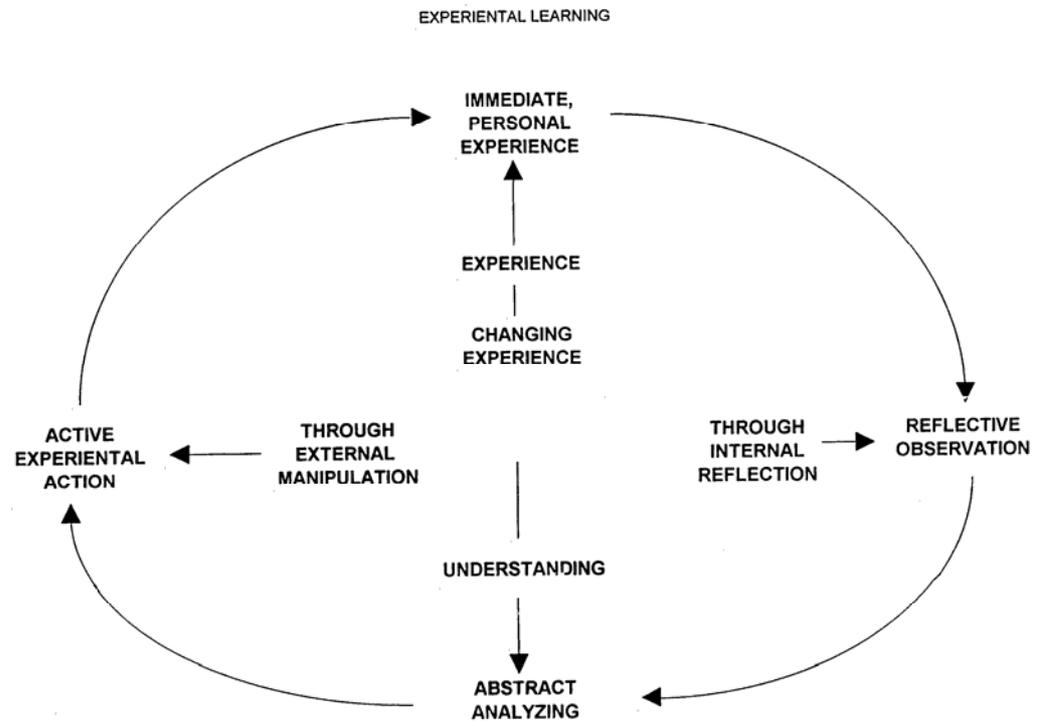 EXPERIENTAL LEARNING
IMMEDIATE,
PERSONAL
EXPERIENCE
EXPERIENCE
CHANGING
EXPERIENCE
ACTIVE
EXPERIENTAL
ACTION
THROUGH
EXTERNAL
MANIPULATION
THROUGH
INTERNAL
REFLECTION
REFLECTIVE
OBSERVATION
UNDERSTANDING
ABSTRACT
ANALYZING